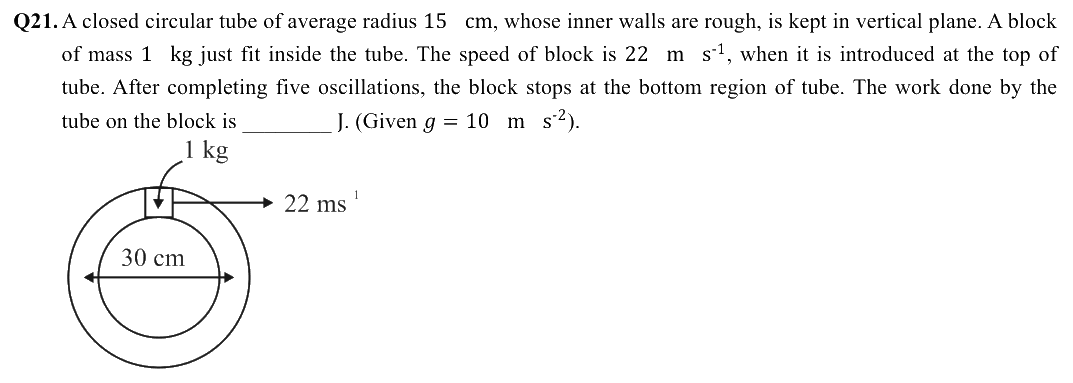 Q21. A closed circular tube of average radius 15 cm, whose inner walls are rough, is kept in vertical plane. A block
of mass 1 kg just fit inside the tube. The speed of block is 22 m s⁻¹, when it is introduced at the top of
tube. After completing five oscillations, the block stops at the bottom region of tube. The work done by the
tube on the block is ________ J. (Given g = 10 m s⁻²).
1 kg
22 ms ¹
30 cm